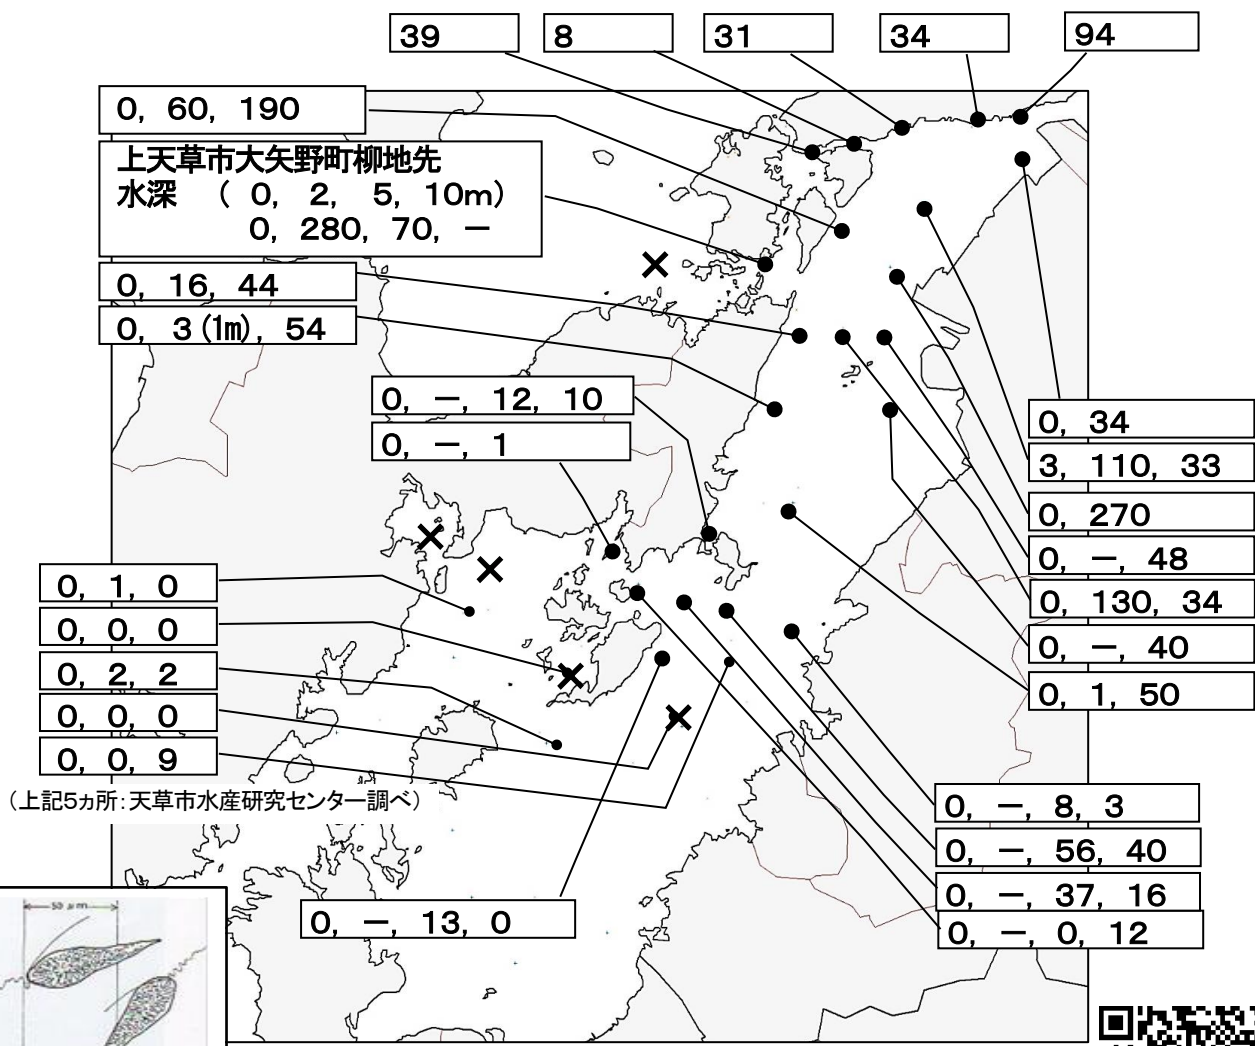 39
8
31
34
94
0, 60, 190
上天草市大矢野町柳地先
水深 ( 0, 2, 5, 10m)
0, 280, 70, ー
0, 16, 44
0, 3(1m), 54
0, ー, 12, 10
0, ー, 1
0, 34
3, 110, 33
0, 270
0, ー, 48
0, 130, 34
0, ー, 40
0, 1, 50
0, 1, 0
0, 0, 0
0, 2, 2
0, 0, 0
0, 0, 9
(上記5ヵ所:天草市水産研究センター調べ)
0, ー, 8, 3
0, ー, 56, 40
0, ー, 37, 16
0, ー, 0, 12
0, ー, 13, 0
50 μm